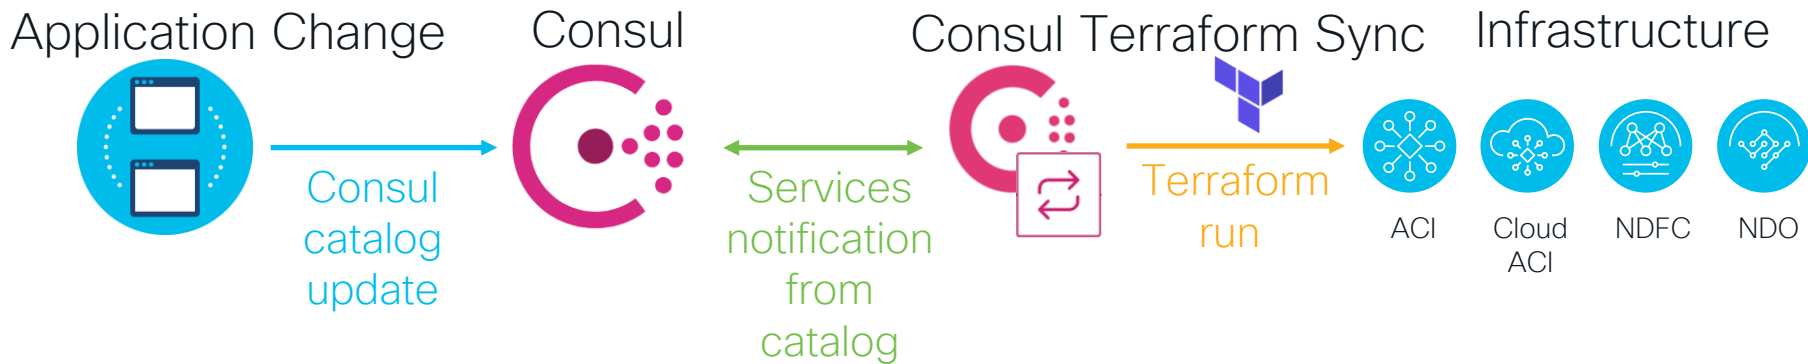 Application Change
Consul
Consul Terraform Sync
Infrastructure
Consul
catalog
update
Services
notification
from
catalog
Terraform
run
ACI
Cloud
ACI
NDFC
NDO